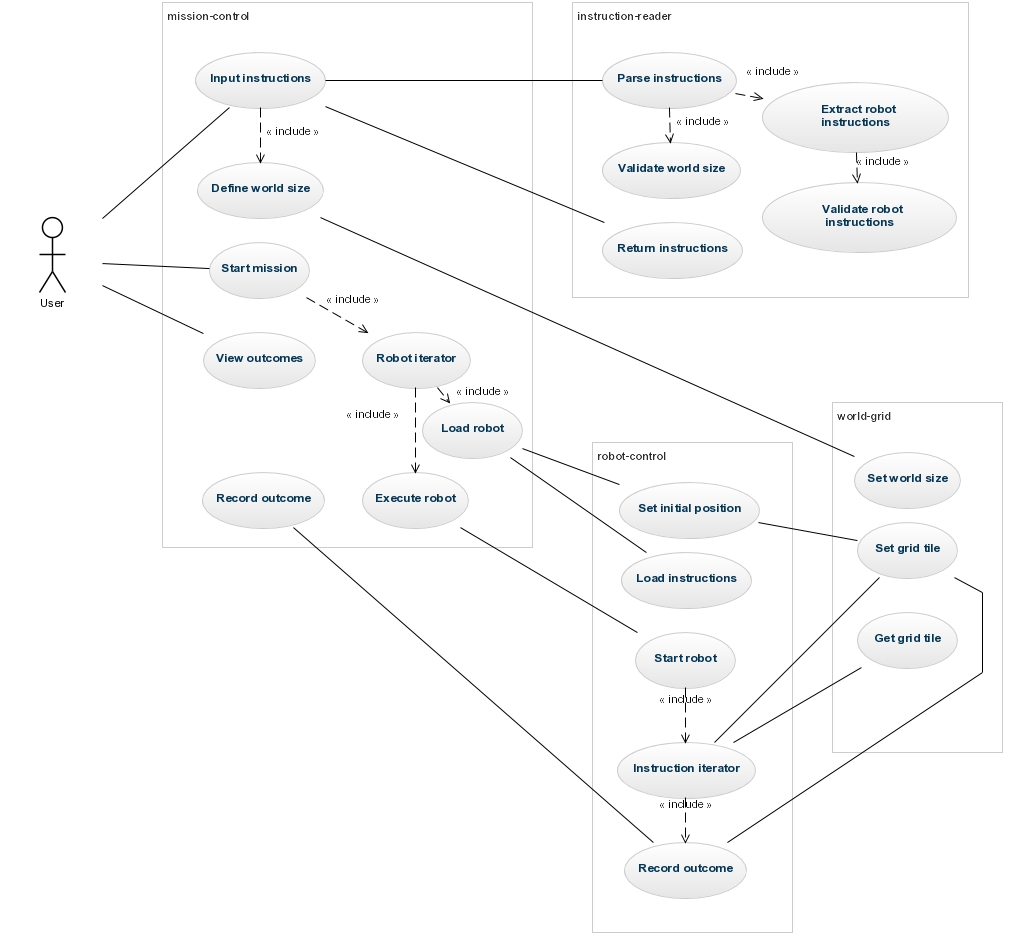 mission-control
instruction-reader
Input instructions
Parse instructions
« include »
Extract robot
instructions
« include »
« include »
« include »
Validate world size
Define world size
Validate robot
instructions
Return instructions
User
Start mission
« include »
View outcomes
Robot iterator
« include »
« include »
Load robot
Record outcome
Execute robot
robot-control
world-grid
Set initial position
Set world size
Set grid tile
Load instructions
Get grid tile
Start robot
« include »
Instruction iterator
« include »
Record outcome